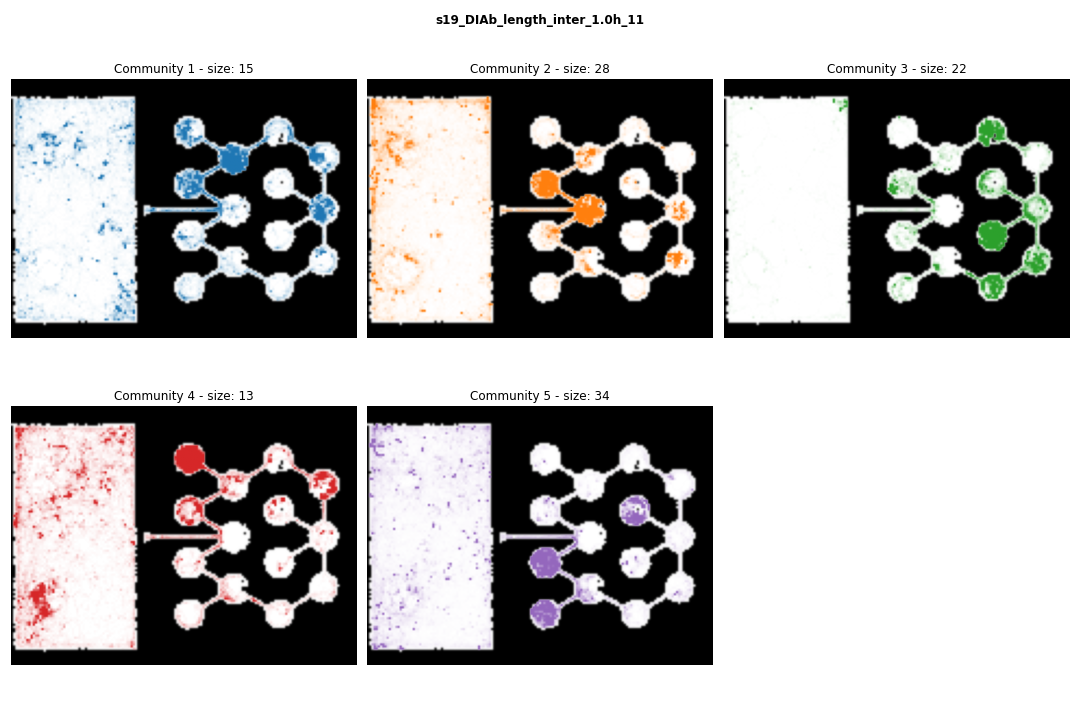 s19_DIAb_length_inter_1.0h_11
Community 1 - size: 15
Community 2 - size: 28
Community 3 - size: 22
Community 4 - size: 13
Community 5 - size: 34